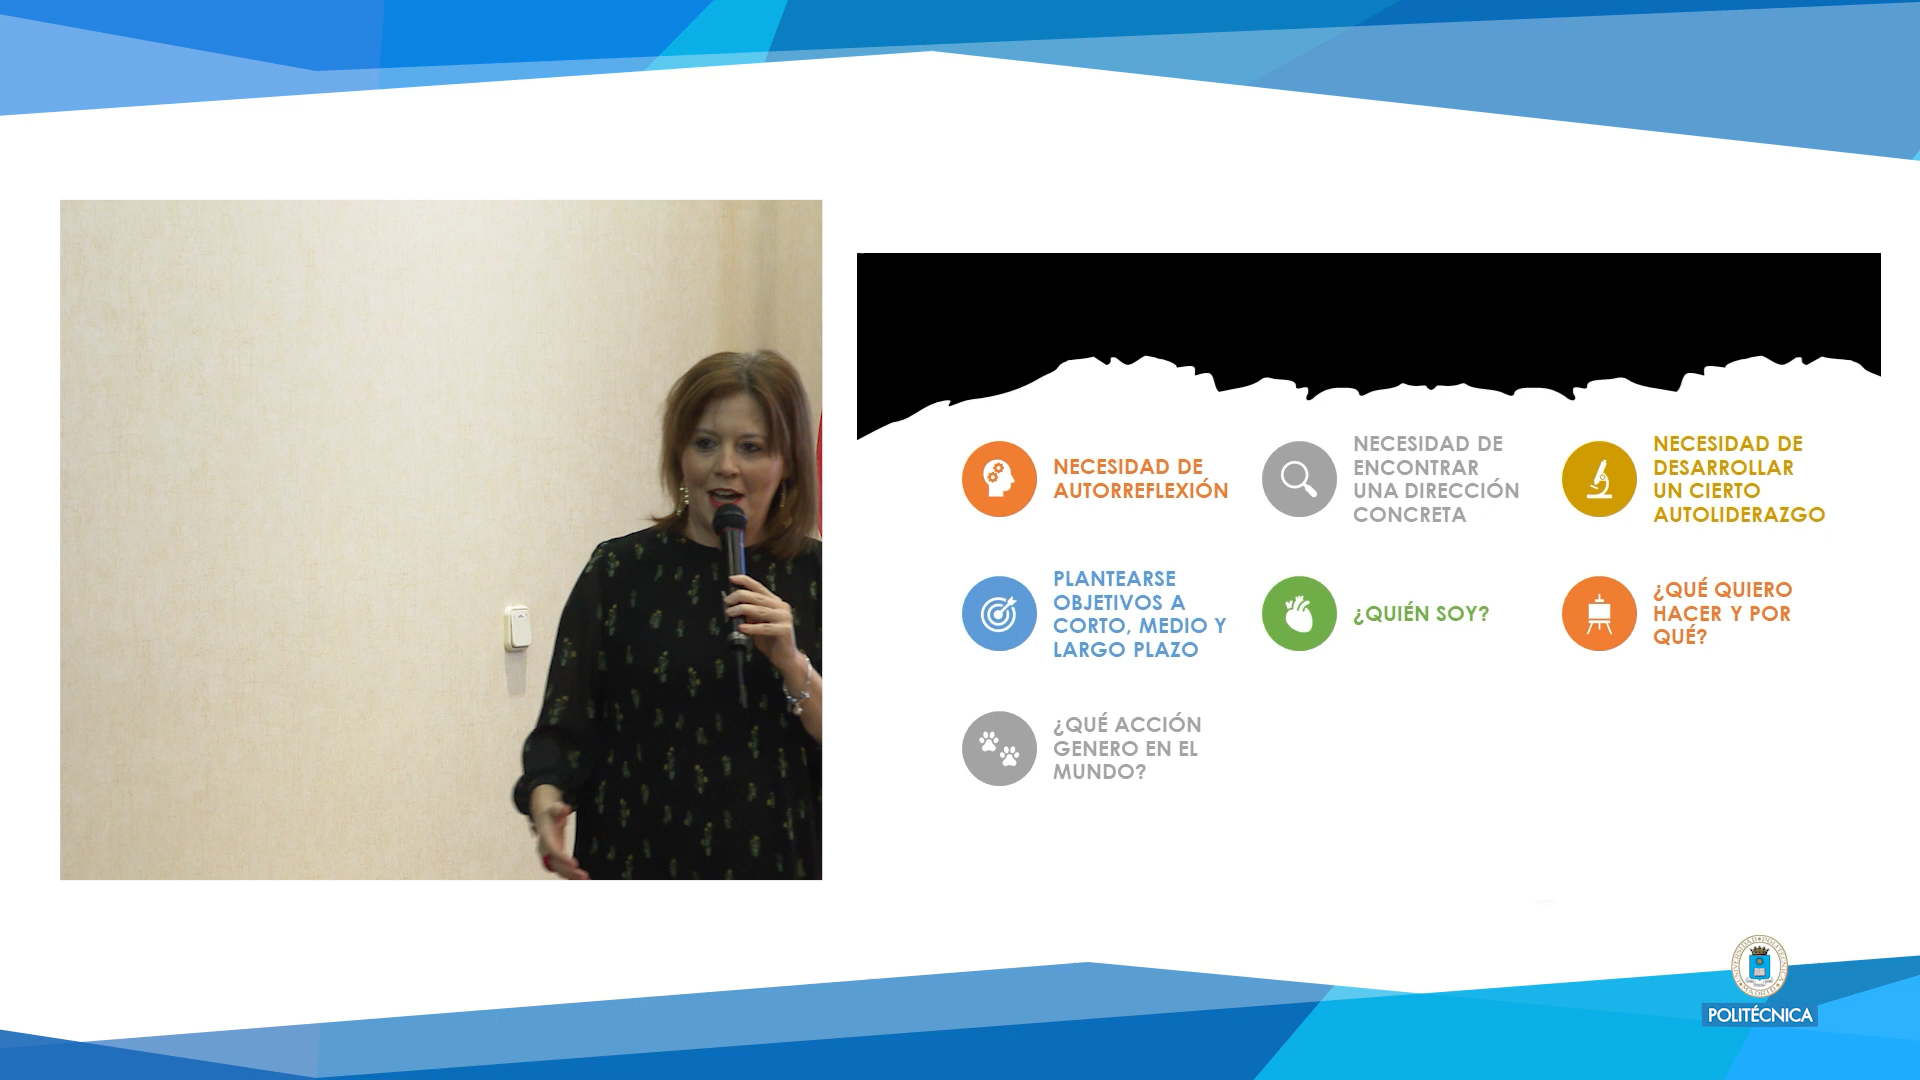 NECESIDAD DE
AUTORREFLEXIÓN
NECESIDAD DE
ENCONTRAR
UNA DIRECCIÓN
CONCRETA
NECESIDAD DE
DESARROLLAR
UN CIERTO
AUTOLIDERAZGO
PLANTEARSE
OBJETIVOS A
CORTO, MEDIO Y
LARGO PLAZO
¿QUIÉN SOY?
¿QUÉ QUIERO
HACER Y POR
QUÉ?
¿QUÉ ACCIÓN
GENERO EN EL
MUNDO?
POLITÉCNICA